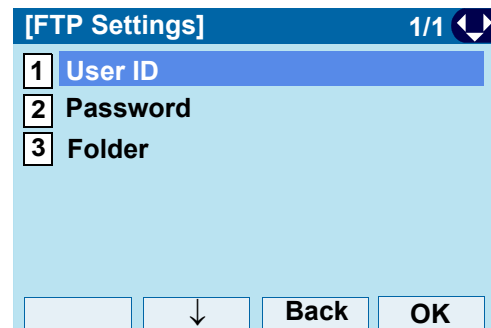 [FTP Settings] 1/1
1 User ID
2 Password
3 Folder
↓ Back OK